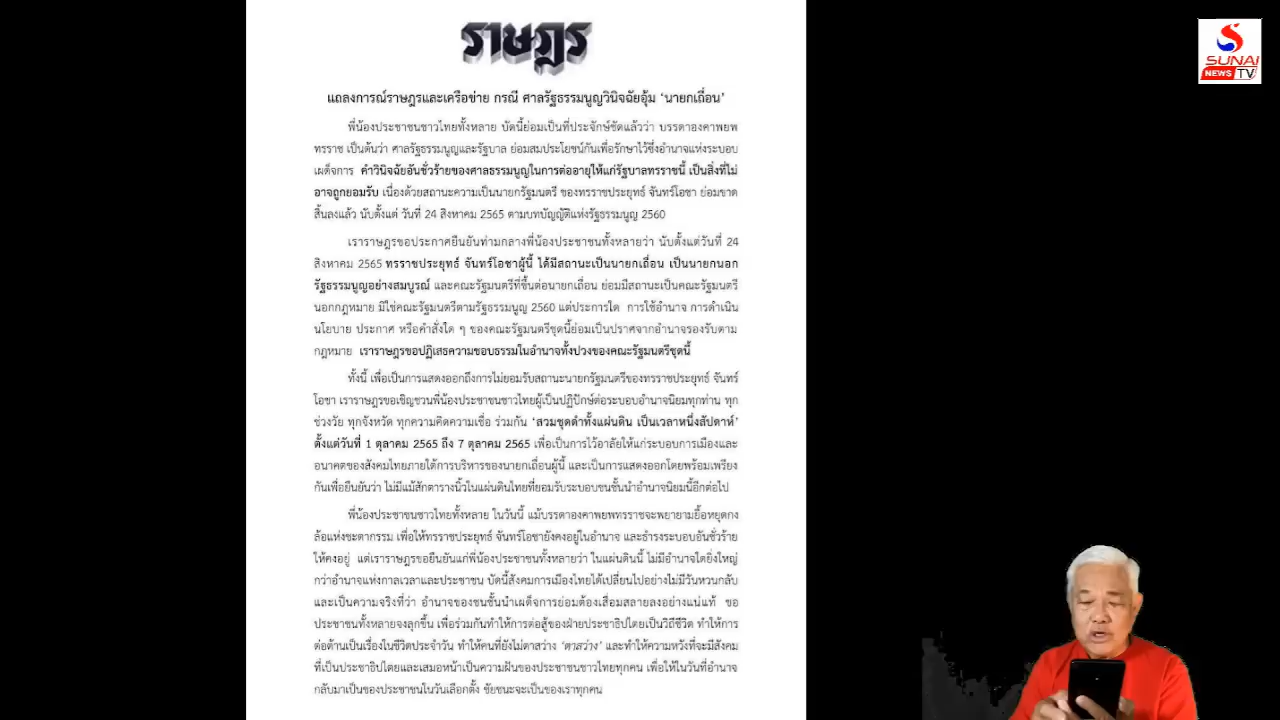 ราษฎร
SUNAI
NEWS TV
แถลงการณ์ราษฎรและเครือข่าย กรณี ศาลรัฐธรรมนูญวินิจฉัยอุ้ม ‘นายกเถื่อน’
พี่น้องประชาชนชาวไทยทั้งหลาย บัดนี้ย่อมเป็นที่ประจักษ์ชัดแล้วว่า บรรดาองคาพยพ
ทรราช เป็นต้นว่า ศาลรัฐธรรมนูญและรัฐบาล ย่อมสมประโยชน์กันเพื่อรักษาไว้ซึ่งอำนาจแห่งระบอบ
เผด็จการ คำวินิจฉัยอันชั่วร้ายของศาลธรรมนูญในการต่ออายุให้แก่รัฐบาลทรราชนี้ เป็นสิ่งที่ไม่
อาจถูกยอมรับ เนื่องด้วยสถานะความเป็นนายกรัฐมนตรี ของทรราชประยุทธ์ จันทร์โอชา ย่อมขาด
สิ้นลงแล้ว นับตั้งแต่ วันที่ 24 สิงหาคม 2565 ตามบทบัญญัติแห่งรัฐธรรมนูญ 2560
เราราษฎรขอประกาศยืนยันท่ามกลางพี่น้องประชาชนทั้งหลายว่า นับตั้งแต่วันที่ 24
สิงหาคม 2565 ทรราชประยุทธ์ จันทร์โอชาผู้นี้ ได้มีสถานะเป็นนายกเถื่อน เป็นนายกนอก
รัฐธรรมนูญอย่างสมบูรณ์ และคณะรัฐมนตรีที่ขึ้นต่อนายกเถื่อน ย่อมมีสถานะเป็นคณะรัฐมนตรี
นอกกฎหมาย มิใช่คณะรัฐมนตรีตามรัฐธรรมนูญ 2560 แต่ประการใด การใช้อำนาจ การดำเนิน
นโยบาย ประกาศ หรือคำสั่งใด ๆ ของคณะรัฐมนตรีชุดนี้ย่อมเป็นปราศจากอำนาจรองรับตาม
กฎหมาย เราราษฎรขอปฏิเสธความชอบธรรมในอำนาจทั้งปวงของคณะรัฐมนตรีชุดนี้
ทั้งนี้ เพื่อเป็นการแสดงออกถึงการไม่ยอมรับสถานะนายกรัฐมนตรีของทรราชประยุทธ์ จันทร์
โอชา เราราษฎรขอเชิญชวนพี่น้องประชาชนชาวไทยผู้เป็นปฏิปักษ์ต่อระบอบอำนาจนิยมทุกท่าน ทุก
ช่วงวัย ทุกจังหวัด ทุกความคิดความเชื่อ ร่วมกัน ‘สวมชุดดำทั้งแผ่นดิน เป็นเวลาหนึ่งสัปดาห์’
ตั้งแต่วันที่ 1 ตุลาคม 2565 ถึง 7 ตุลาคม 2565 เพื่อเป็นการไว้อาลัยให้แก่ระบอบการเมืองและ
อนาคตของสังคมไทยภายใต้การบริหารของนายกเถื่อนผู้นี้ และเป็นการแสดงออกโดยพร้อมเพรียง
กันเพื่อยืนยันว่า ไม่มีแม้สักตารางนิ้วในแผ่นดินไทยที่ยอมรับระบอบชนชั้นนำอำนาจนิยมนี้อีกต่อไป
พี่น้องประชาชนชาวไทยทั้งหลาย ในวันนี้ แม้บรรดาองคาพยพทรราชจะพยายามยื้อหยุดกง
ล้อแห่งชะตากรรม เพื่อให้ทรราชประยุทธ์ จันทร์โอชายังคงอยู่ในอำนาจ และธำรงระบอบอันชั่วร้าย
ให้คงอยู่ แต่เราราษฎรขอยืนยันแก่พี่น้องประชาชนทั้งหลายว่า ในแผ่นดินนี้ ไม่มีอำนาจใดยิ่งใหญ่
กว่าอำนาจแห่งกาลเวลาและประชาชน บัดนี้สังคมการเมืองไทยได้เปลี่ยนไปอย่างไม่มีวันหวนกลับ
และเป็นความจริงที่ว่า อำนาจของชนชั้นนำเผด็จการย่อมต้องเสื่อมสลายลงอย่างแน่แท้ ขอ
ประชาชนทั้งหลายจงลุกขึ้น เพื่อร่วมกันทำให้การต่อสู้ของฝ่ายประชาธิปไตยเป็นวิถีชีวิต ทำให้การ
ต่อต้านเป็นเรื่องในชีวิตประจำวัน ทำให้คนที่ยังไม่ตาสว่าง ‘ตาสว่าง’ และทำให้ความหวังที่จะมีสังคม
ที่เป็นประชาธิปไตยและเสมอหน้าเป็นความฝันของประชาชนชาวไทยทุกคน เพื่อให้ในวันที่อำนาจ
กลับมาเป็นของประชาชนในวันเลือกตั้ง ชัยชนะจะเป็นของเราทุกคน